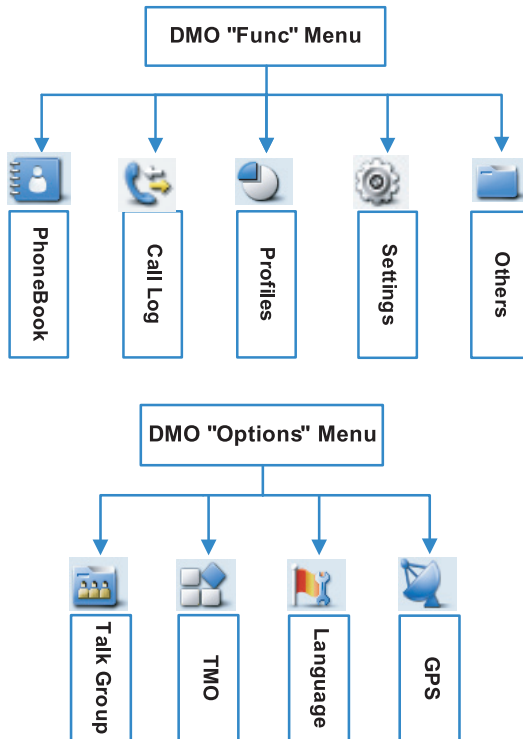 DMO "Func" Menu
PhoneBook
Call Log
Profiles
Settings
Others
DMO "Options" Menu
Talk Group
TMO
Language
GPS